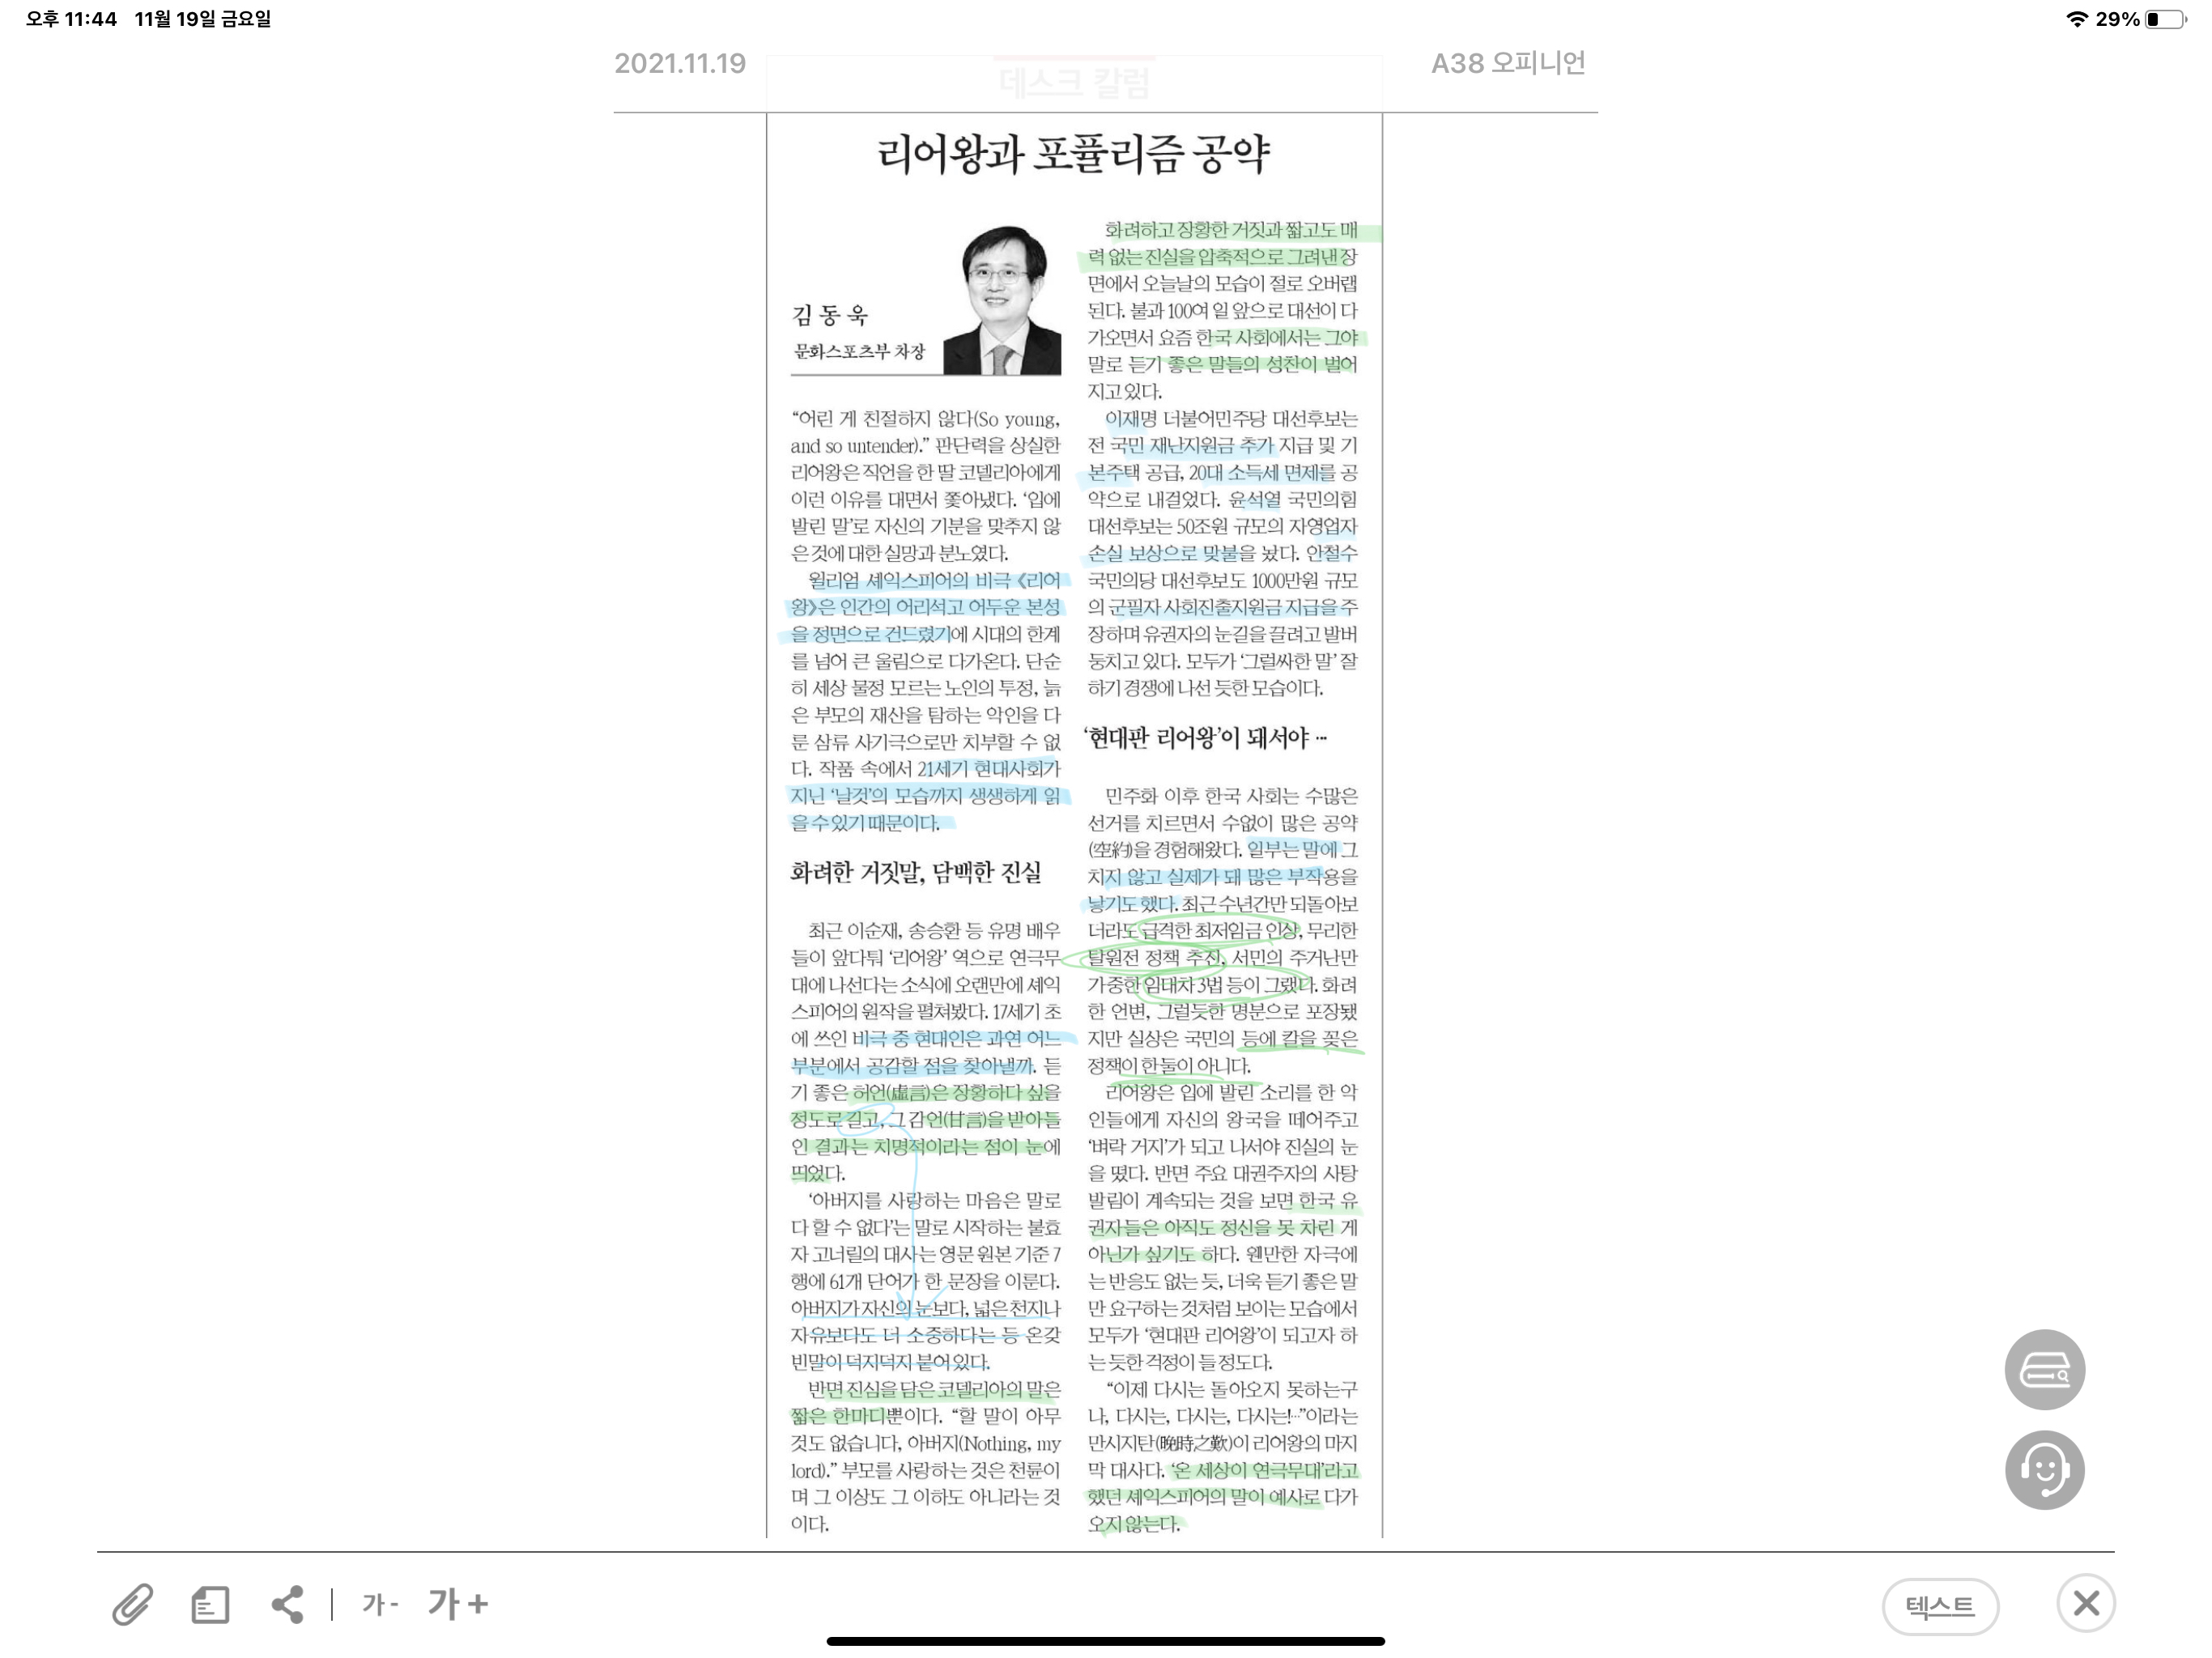 오후 11:44 11월 19일 금요일
29%
2021.11.19
데스크 칼럼
A38 오피니언
리어왕과 포퓰리즘 공약
김동욱
문화스포츠부 차장
“어린 게 친절하지 않다(So young,
and so untender).” 판단력을 상실한
리어왕은 직언을 한 딸 코델리아에게
이런 이유를 대면서 쫓아냈다. ‘입에
발린 말’로 자신의 기분을 맞추지 않
은 것에 대한 실망과 분노였다.
윌리엄 셰익스피어의 비극 《리어
왕》은 인간의 어리석고 어두운 본성
을 정면으로 건드렸기에 시대의 한계
를 넘어 큰 울림으로 다가온다. 단순
히 세상 물정 모르는 노인의 투정, 늙
은 부모의 재산을 탐하는 악인을 다
룬 삼류 사기극으로만 치부할 수 없
다. 작품 속에서 21세기 현대사회가
지닌 ‘날것’의 모습까지 생생하게 읽
을 수 있기 때문이다.
화려한 거짓말, 담백한 진실
최근 이순재, 송승환 등 유명 배우
들이 앞다퉈 ‘리어왕’ 역으로 연극무
대에 나선다는 소식에 오랜만에 셰익
스피어의 원작을 펼쳐봤다. 17세기 초
에 쓰인 비극 중 현대인은 과연 어느
부분에서 공감할 점을 찾아낼까. 듣
기 좋은 허언(虛言)은 장황하다 싶을
정도로 길고, 그 감언(甘言)을 받아들
인 결과는 치명적이라는 점이 눈에
띄었다.
‘아버지를 사랑하는 마음은 말로
다 할 수 없다’는 말로 시작하는 불효
자 고너릴의 대사는 영문 원본 기준 7
행에 61개 단어가 한 문장을 이룬다.
아버지가 자신의 눈보다, 넓은 천지나
자유보다도 더 소중하다는 등 온갖
빈말이 덕지덕지 붙어 있다.
반면 진심을 담은 코델리아의 말은
짧은 한마디뿐이다. “할 말이 아무
것도 없습니다, 아버지(Nothing, my
lord).” 부모를 사랑하는 것은 천륜이
며 그 이상도 그 이하도 아니라는 것
이다.
화려하고 장황한 거짓과 짧고도 매
력 없는 진실을 압축적으로 그려낸 장
면에서 오늘날의 모습이 절로 오버랩
된다. 불과 100여 일 앞으로 대선이 다
가오면서 요즘 한국 사회에서는 그야
말로 듣기 좋은 말들의 성찬이 벌어
지고 있다.
이재명 더불어민주당 대선후보는
전 국민 재난지원금 추가 지급 및 기
본주택 공급, 20대 소득세 면제를 공
약으로 내걸었다. 윤석열 국민의힘
대선후보는 50조원 규모의 자영업자
손실 보상으로 맞불을 놨다. 안철수
국민의당 대선후보도 1000만원 규모
의 군필자 사회진출지원금 지급을 주
장하며 유권자의 눈길을 끌려고 발버
둥치고 있다. 모두가 ‘그럴싸한 말’ 잘
하기 경쟁에 나선 듯한 모습이다.
‘현대판 리어왕’이 돼서야 …
민주화 이후 한국 사회는 수많은
선거를 치르면서 수없이 많은 공약
(空約)을 경험해왔다. 일부는 말에 그
치지 않고 실제가 돼 많은 부작용을
낳기도 했다. 최근 수년간만 되돌아보
더라도 급격한 최저임금 인상, 무리한
탈원전 정책 추진, 서민의 주거난만
가중한 임대차 3법 등이 그랬다. 화려
한 언변, 그럴듯한 명분으로 포장됐
지만 실상은 국민의 등에 칼을 꽂은
정책이 한둘이 아니다.
리어왕은 입에 발린 소리를 한 악
인들에게 자신의 왕국을 떼어주고
‘벼락 거지’가 되고 나서야 진실의 눈
을 떴다. 반면 주요 대권주자의 사탕
발림이 계속되는 것을 보면 한국 유
권자들은 아직도 정신을 못 차린 게
아닌가 싶기도 하다. 웬만한 자극에
는 반응도 없는 듯, 더욱 듣기 좋은 말
만 요구하는 것처럼 보이는 모습에서
모두가 ‘현대판 리어왕’이 되고자 하
는 듯한 걱정이 들 정도다.
“이제 다시는 돌아오지 못하는구
나, 다시는, 다시는, 다시는!…”이라는
만시지탄(晩時之歎)이 리어왕의 마지
막 대사다. ‘온 세상이 연극무대’라고
했던 셰익스피어의 말이 예사로 다가
오지 않는다.
가 - 가 +
텍스트